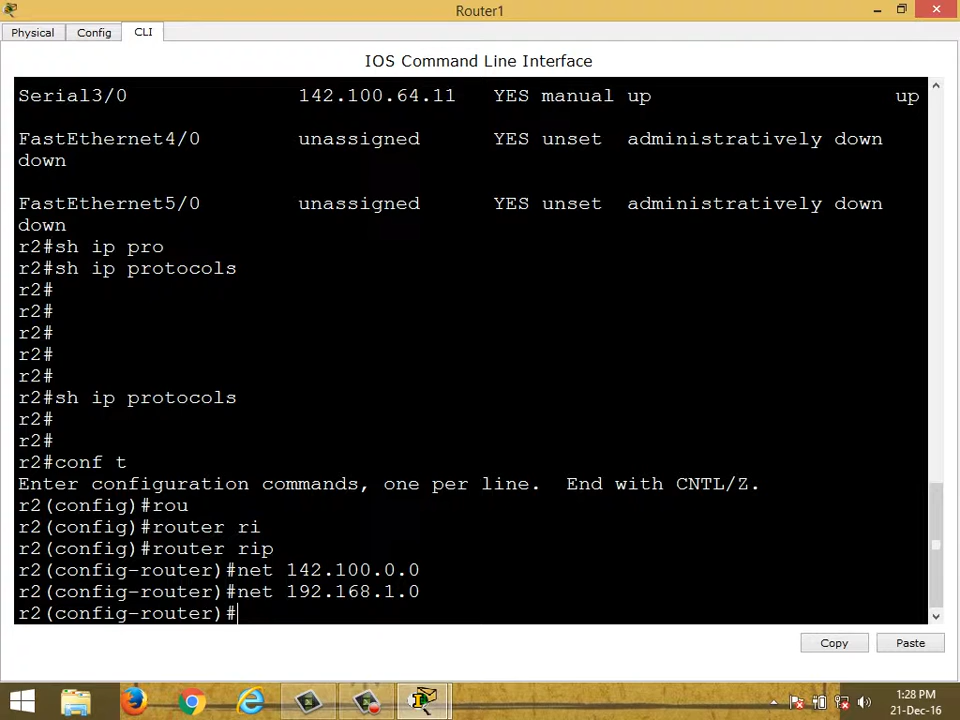 Router1
Physical Config CLI
IOS Command Line Interface
Serial3/0 142.100.64.11 YES manual up up
FastEthernet4/0 unassigned YES unset administratively down
down
FastEthernet5/0 unassigned YES unset administratively down
down
r2#sh ip pro
r2#sh ip protocols
r2#
r2#
r2#
r2#
r2#
r2#sh ip protocols
r2#
r2#
r2#conf t
Enter configuration commands, one per line. End with CNTL/Z.
r2(config)#rou
r2(config)#router ri
r2(config)#router rip
r2(config-router)#net 142.100.0.0
r2(config-router)#net 192.168.1.0
r2(config-router)#
Copy Paste
1:28 PM
21-Dec-16